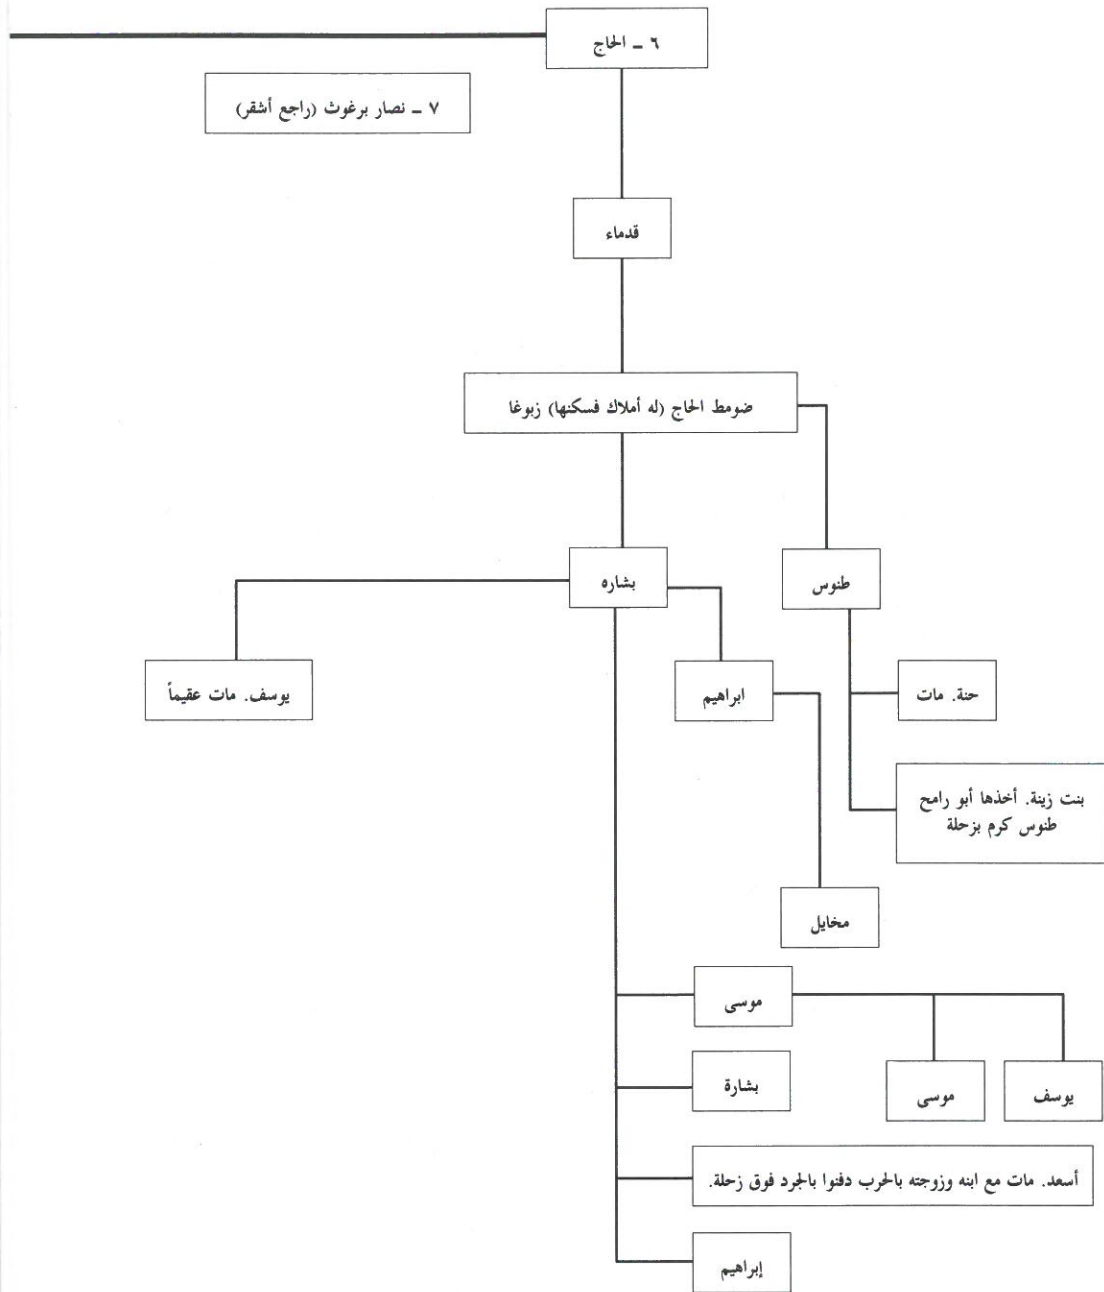 ٦ ـ الحاج
٧ ـ نصار برغوث (راجع أشقر)
قدماء
ضومط الحاج (له أملاك فسكنها) زبوغا
طنوس
بشاره
حنة. مات
ابراهيم
يوسف. مات عقيماً
بنت زينة. أخذها أبو رامح
طنوس كرم بزحلة
مخايل
موسى
يوسف
موسى
بشارة
أسعد. مات مع ابنه وزوجته بالحرب دفنوا بالجرد فوق زحلة.
إبراهيم